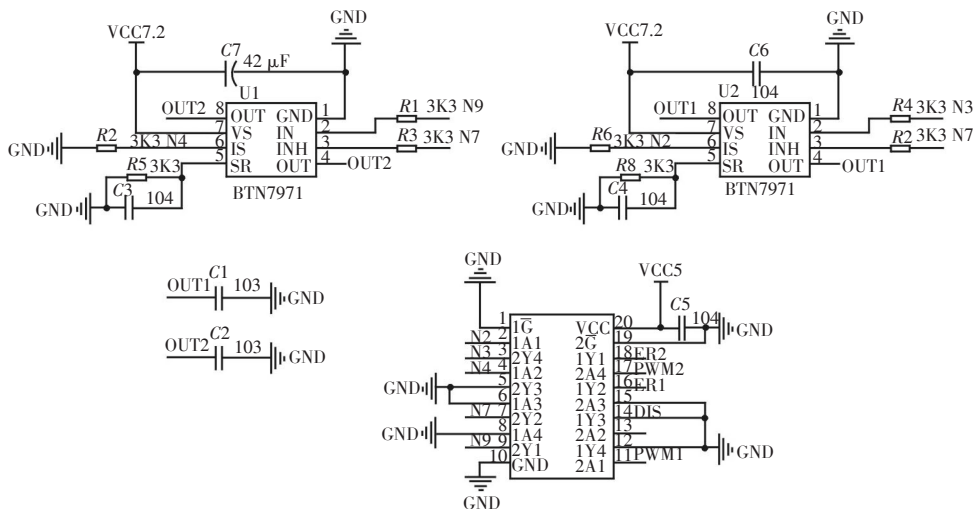 VCC7.2
GND
C7
42 μF
U1
OUT2
8 OUT GND 1
7 VS IN 2
6 IS INH 3
5 SR OUT 4
OUT2
BTN7971
R1 3K3 N9
R3 3K3 N7
GND
R2
3K3 N4
R5
3K3
C3
104
GND
VCC7.2
GND
C6
104
U2
OUT1
8 OUT GND 1
7 VS IN 2
6 IS INH 3
5 SR OUT 4
OUT1
BTN7971
R4 3K3 N3
R2 3K3 N7
GND
R6
3K3 N2
R8
3K3
C4
104
GND
OUT1
C1
103
GND
OUT2
C2
103
GND
GND
VCC5
C5
104
GND
1 1G̅ VCC 20
N2 2 1A1 2G̅ 19
N3 3 2Y4 1Y1 18 ER2
N4 4 1A2 2A4 17 PWM2
5 2Y3 1Y2 16 ER1
GND
6 1A3 2A3 15
N7 7 2Y2 1Y3 14 DIS
8 1A4 2A2 13
GND
N9 9 2Y1 1Y4 12
GND
10 GND 2A1 11 PWM1
GND